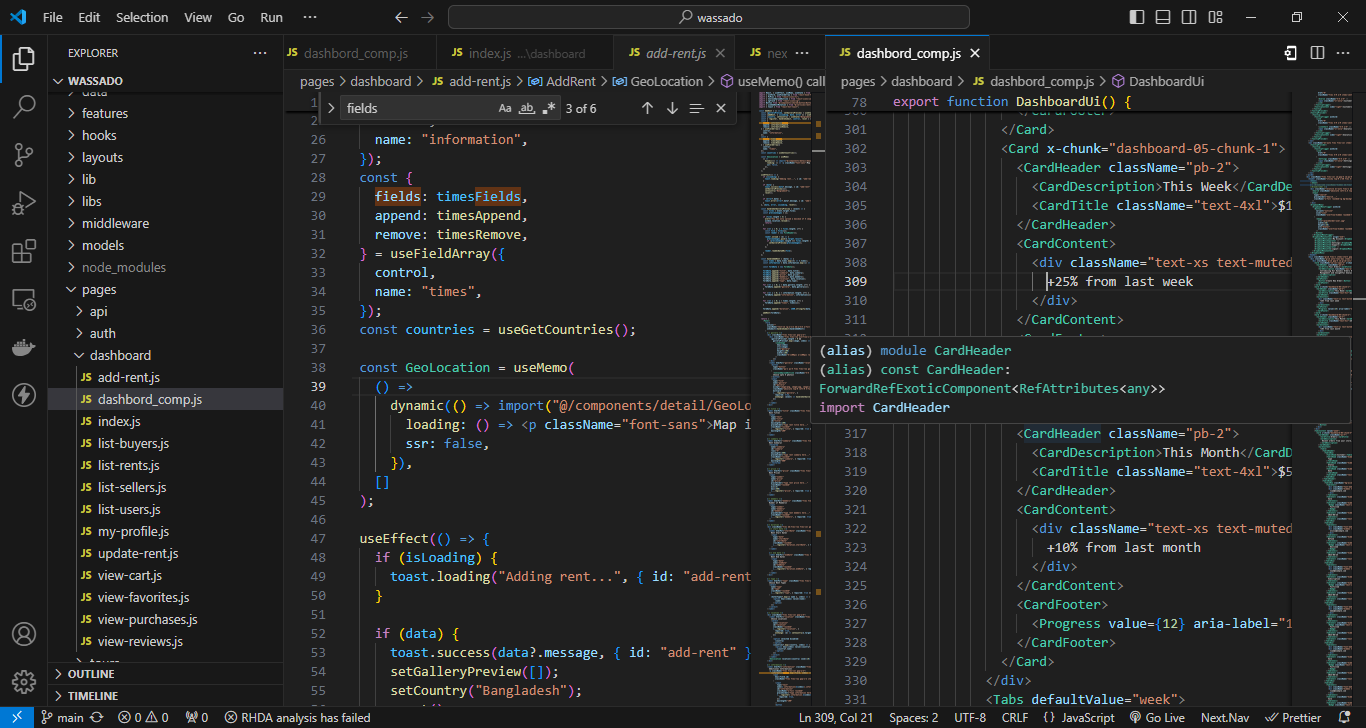 File Edit Selection View Go Run ··· wassado
EXPLORER ···
WASSADO
data
features
hooks
layouts
lib
libs
middleware
models
node_modules
pages
api
auth
dashboard
JS add-rent.js
JS dashbord_comp.js
JS index.js
JS list-buyers.js
JS list-rents.js
JS list-sellers.js
JS list-users.js
JS my-profile.js
JS update-rent.js
JS view-cart.js
JS view-favorites.js
JS view-purchases.js
JS view-reviews.js
tours
OUTLINE
TIMELINE
JS dashbord_comp.js JS index.js ...\dashboard JS add-rent.js JS nex ···
pages > dashboard > JS add-rent.js > AddRent > GeoLocation > useMemo() call
fields Aa ab 3 of 6
26 name: "information",
27 });
28 const {
29 fields: timesFields,
30 append: timesAppend,
31 remove: timesRemove,
32 } = useFieldArray({
33 control,
34 name: "times",
35 });
36 const countries = useGetCountries();
37
38 const GeoLocation = useMemo(
39 () =>
40 dynamic(() => import("@/components/detail/GeoLo
41 loading: () => <p className="font-sans">Map i
42 ssr: false,
43 }),
44 []
45 );
46
47 useEffect(() => {
48 if (isLoading) {
49 toast.loading("Adding rent...", { id: "add-rent
50 }
51
52 if (data) {
53 toast.success(data?.message, { id: "add-rent" }
54 setGalleryPreview([]);
55 setCountry("Bangladesh");
JS dashbord_comp.js
pages > dashboard > JS dashbord_comp.js > DashboardUi
78 export function DashboardUi() {
300 </CardFooter>
301 </Card>
302 <Card x-chunk="dashboard-05-chunk-1">
303 <CardHeader className="pb-2">
304 <CardDescription>This Week</CardDe
305 <CardTitle className="text-4xl">$1
306 </CardHeader>
307 <CardContent>
308 <div className="text-xs text-muted
309 +25% from last week
310 </div>
311 </CardContent>
(alias) module CardHeader
(alias) const CardHeader:
ForwardRefExoticComponent<RefAttributes<any>>
import CardHeader
317 <CardHeader className="pb-2">
318 <CardDescription>This Month</CardD
319 <CardTitle className="text-4xl">$5
320 </CardHeader>
321 <CardContent>
322 <div className="text-xs text-muted
323 +10% from last month
324 </div>
325 </CardContent>
326 <CardFooter>
327 <Progress value={12} aria-label="1
328 </CardFooter>
329 </Card>
330 </div>
331 <Tabs defaultValue="week">
main 0 0 0 RHDA analysis has failed Ln 309, Col 21 Spaces: 2 UTF-8 CRLF {} JavaScript Go Live Next.Nav Prettier